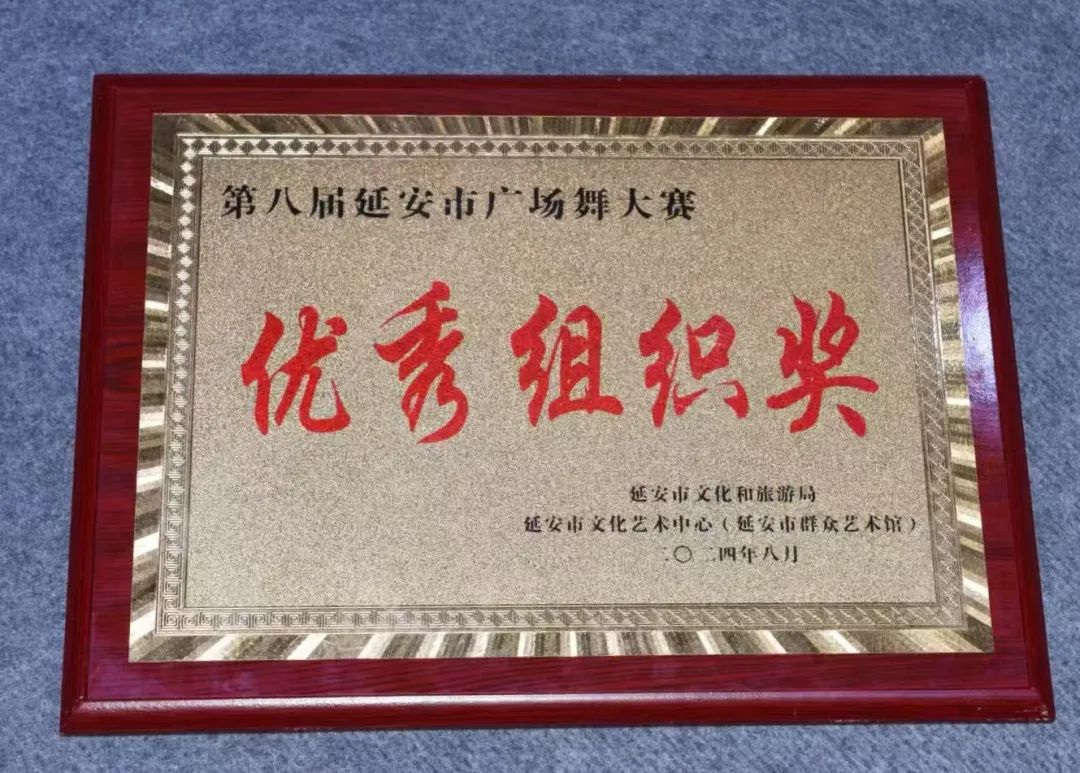 第八届延安市广场舞大赛
优秀组织奖
延安市文化和旅游局
延安市文化艺术中心（延安市群众艺术馆）
二〇二四年八月